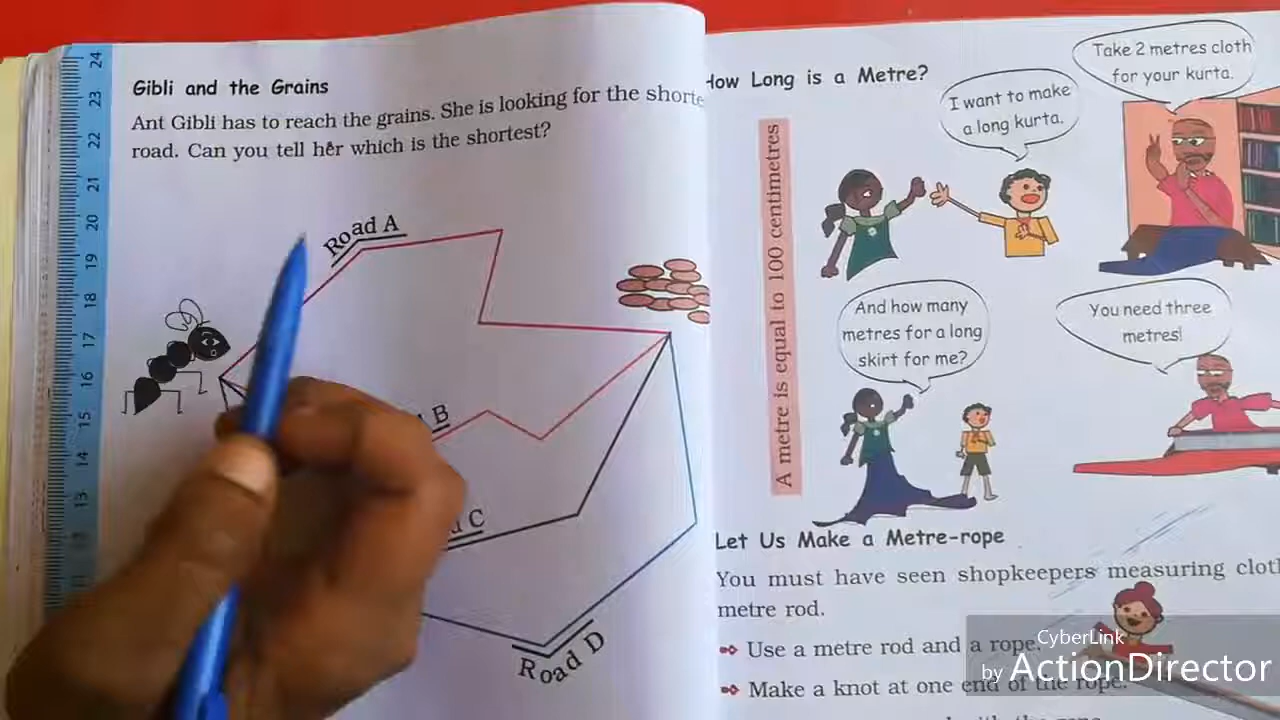 24
23
22
21
20
19
18
17
16
15
14
13
Gibli and the Grains
Ant Gibli has to reach the grains. She is looking for the
road. Can you tell her which is the shortest?
Road A
B
C
Road D
How Long is a Metre?
I want to make
a long kurta.
Take 2 metres cloth
for your kurta.
A metre is equal to 100 centimetres
And how many
metres for a long
skirt for me?
You need three
metres!
Let Us Make a Metre-rope
You must have seen shopkeepers measuring
metre rod.
Use a metre rod and a rope.
Make a knot at one end of the rope.
CyberLink
by ActionDirector